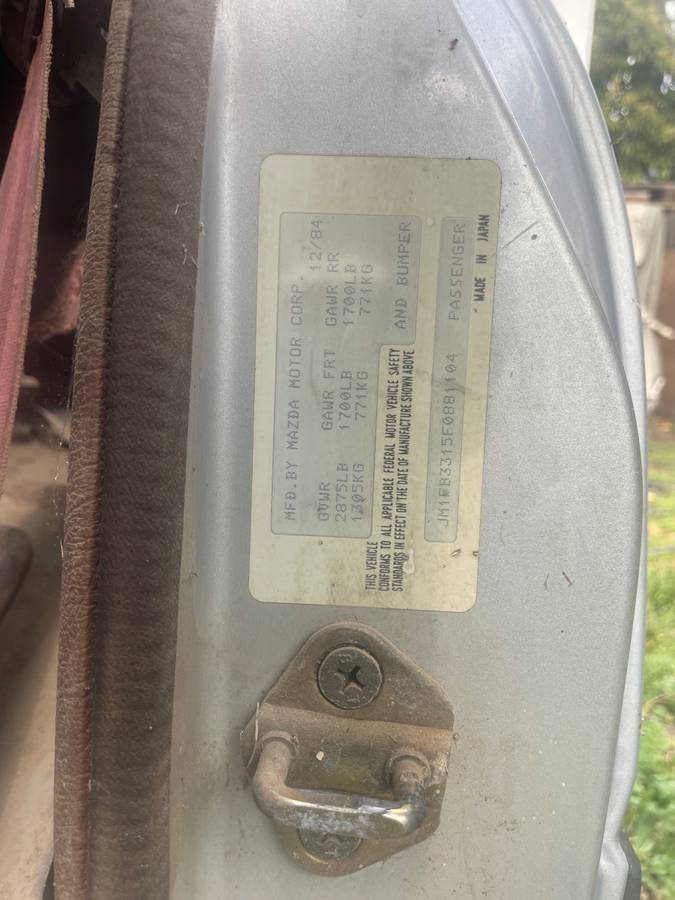 MFD.BY MAZDA MOTOR CORP. 12/84
GVWR GAWR FRT GAWR RR
2875LB 1700LB 1700LB
1305KG 771KG 771KG
THIS VEHICLE
CONFORMS TO ALL APPLICABLE FEDERAL MOTOR VEHICLE SAFETY AND BUMPER
STANDARDS IN EFFECT ON THE DATE OF MANUFACTURE SHOWN ABOVE
JM1FB3315F0881104 PASSENGER
MADE IN JAPAN